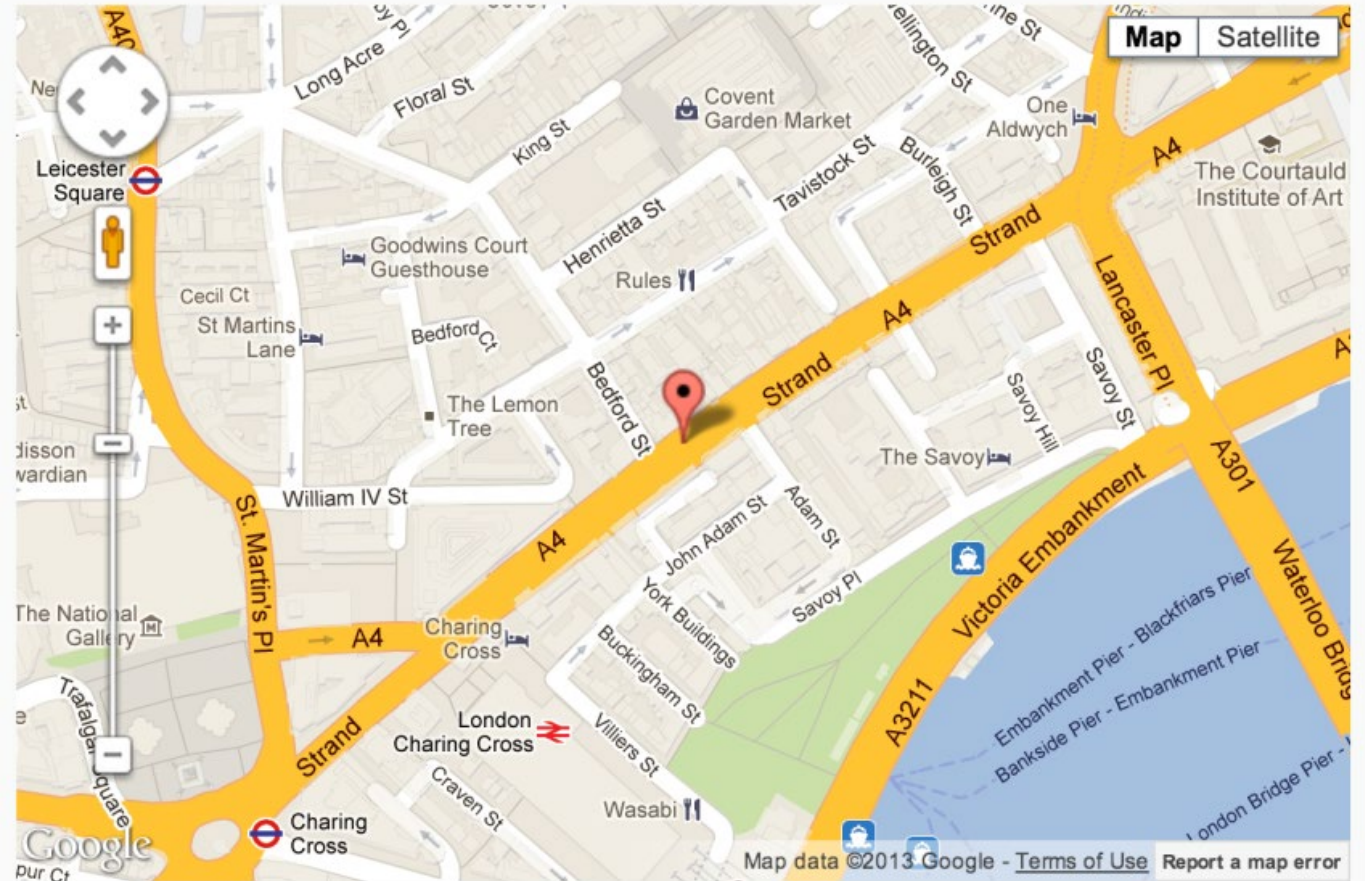 A40
by Pl
Wellington St
Map
Satellite
Long Acre
Floral St
Covent
Garden Market
One
Aldwych
A4
King St
Tavistock St
Burleigh St
The Courtauld
Institute of Art
Leicester
Square
Henrietta St
Strand
Goodwins Court
Guesthouse
Rules
Lancaster Pl
Cecil Ct
St Martins
Lane
Bedford Ct
A4
Bedford St
Strand
Savoy St
Savoy Hill
The Lemon
Tree
The Savoy
A301
William IV St
St. Martin's Pl
A4
John Adam St
Adam St
Victoria Embankment
Waterloo Bridg
York Buildings
Savoy Pl
The National
Gallery
A4
Charing
Cross
Buckingham St
Embankment Pier - Blackfriars Pier
Bankside Pier - Embankment Pier
A3211
Trafalgar Square
London
Charing Cross
Strand
Villiers St
Craven St
Wasabi
London Bridge Pier -
Charing
Cross
Google
pur Ct
Map data ©2013 Google - Terms of Use
Report a map error